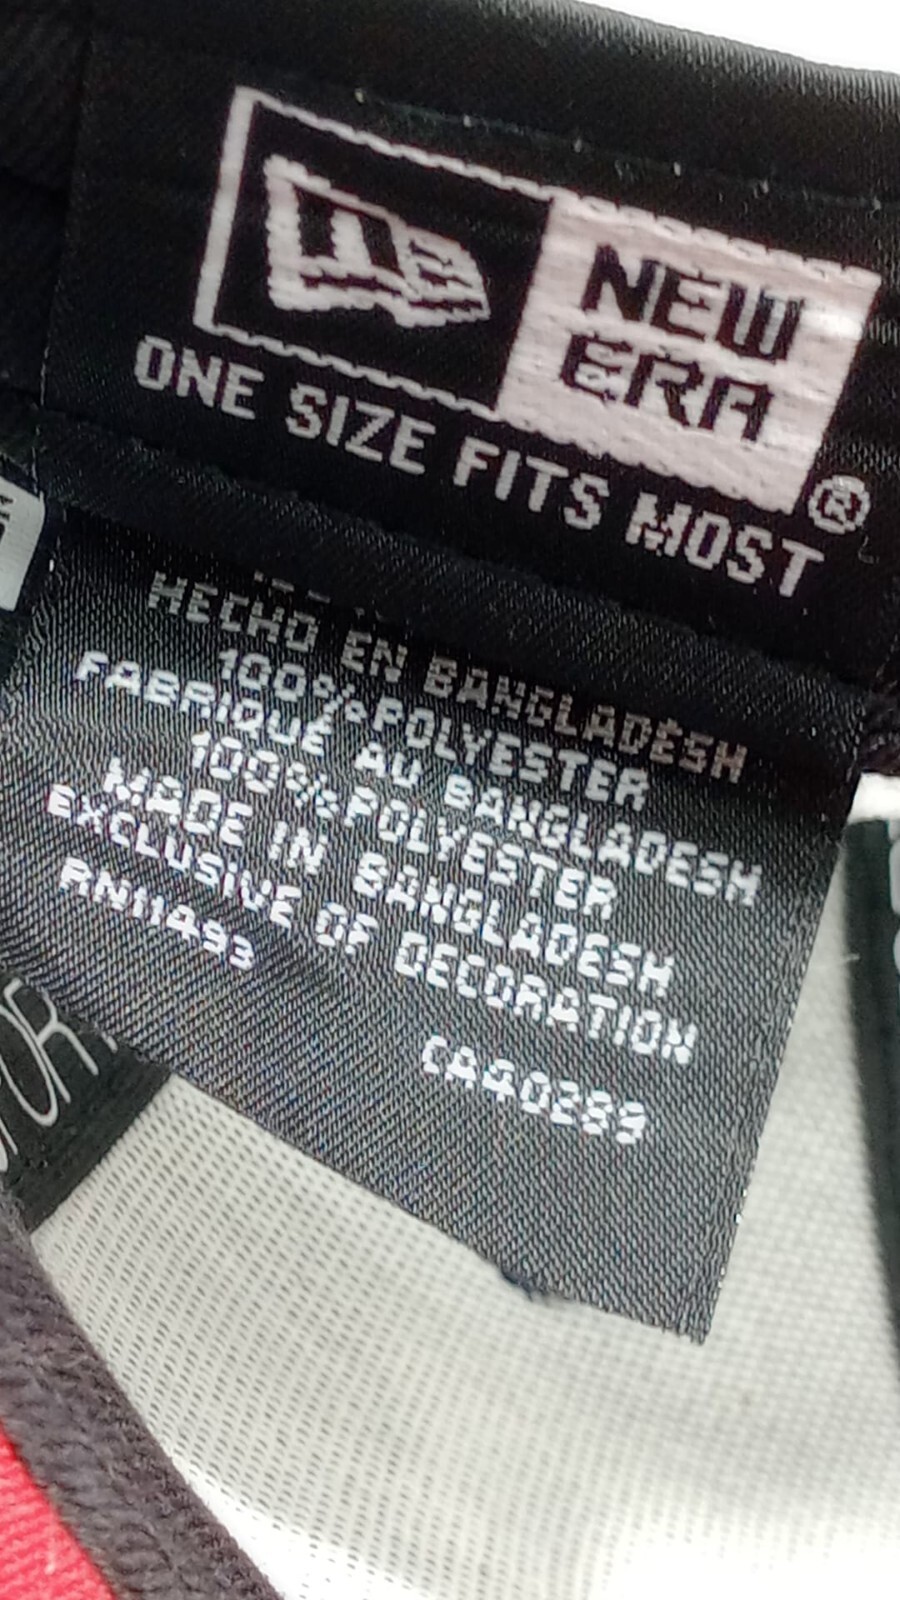 NEW
ERA
®
ONE SIZE FITS MOST
HECHO EN BANGLADESH
100%POLYESTER
FABRIQUÉ AU BANGLADESH
100%POLYESTER
MADE IN BANGLADESH
EXCLUSIVE OF DECORATION
RN11493
CA40289